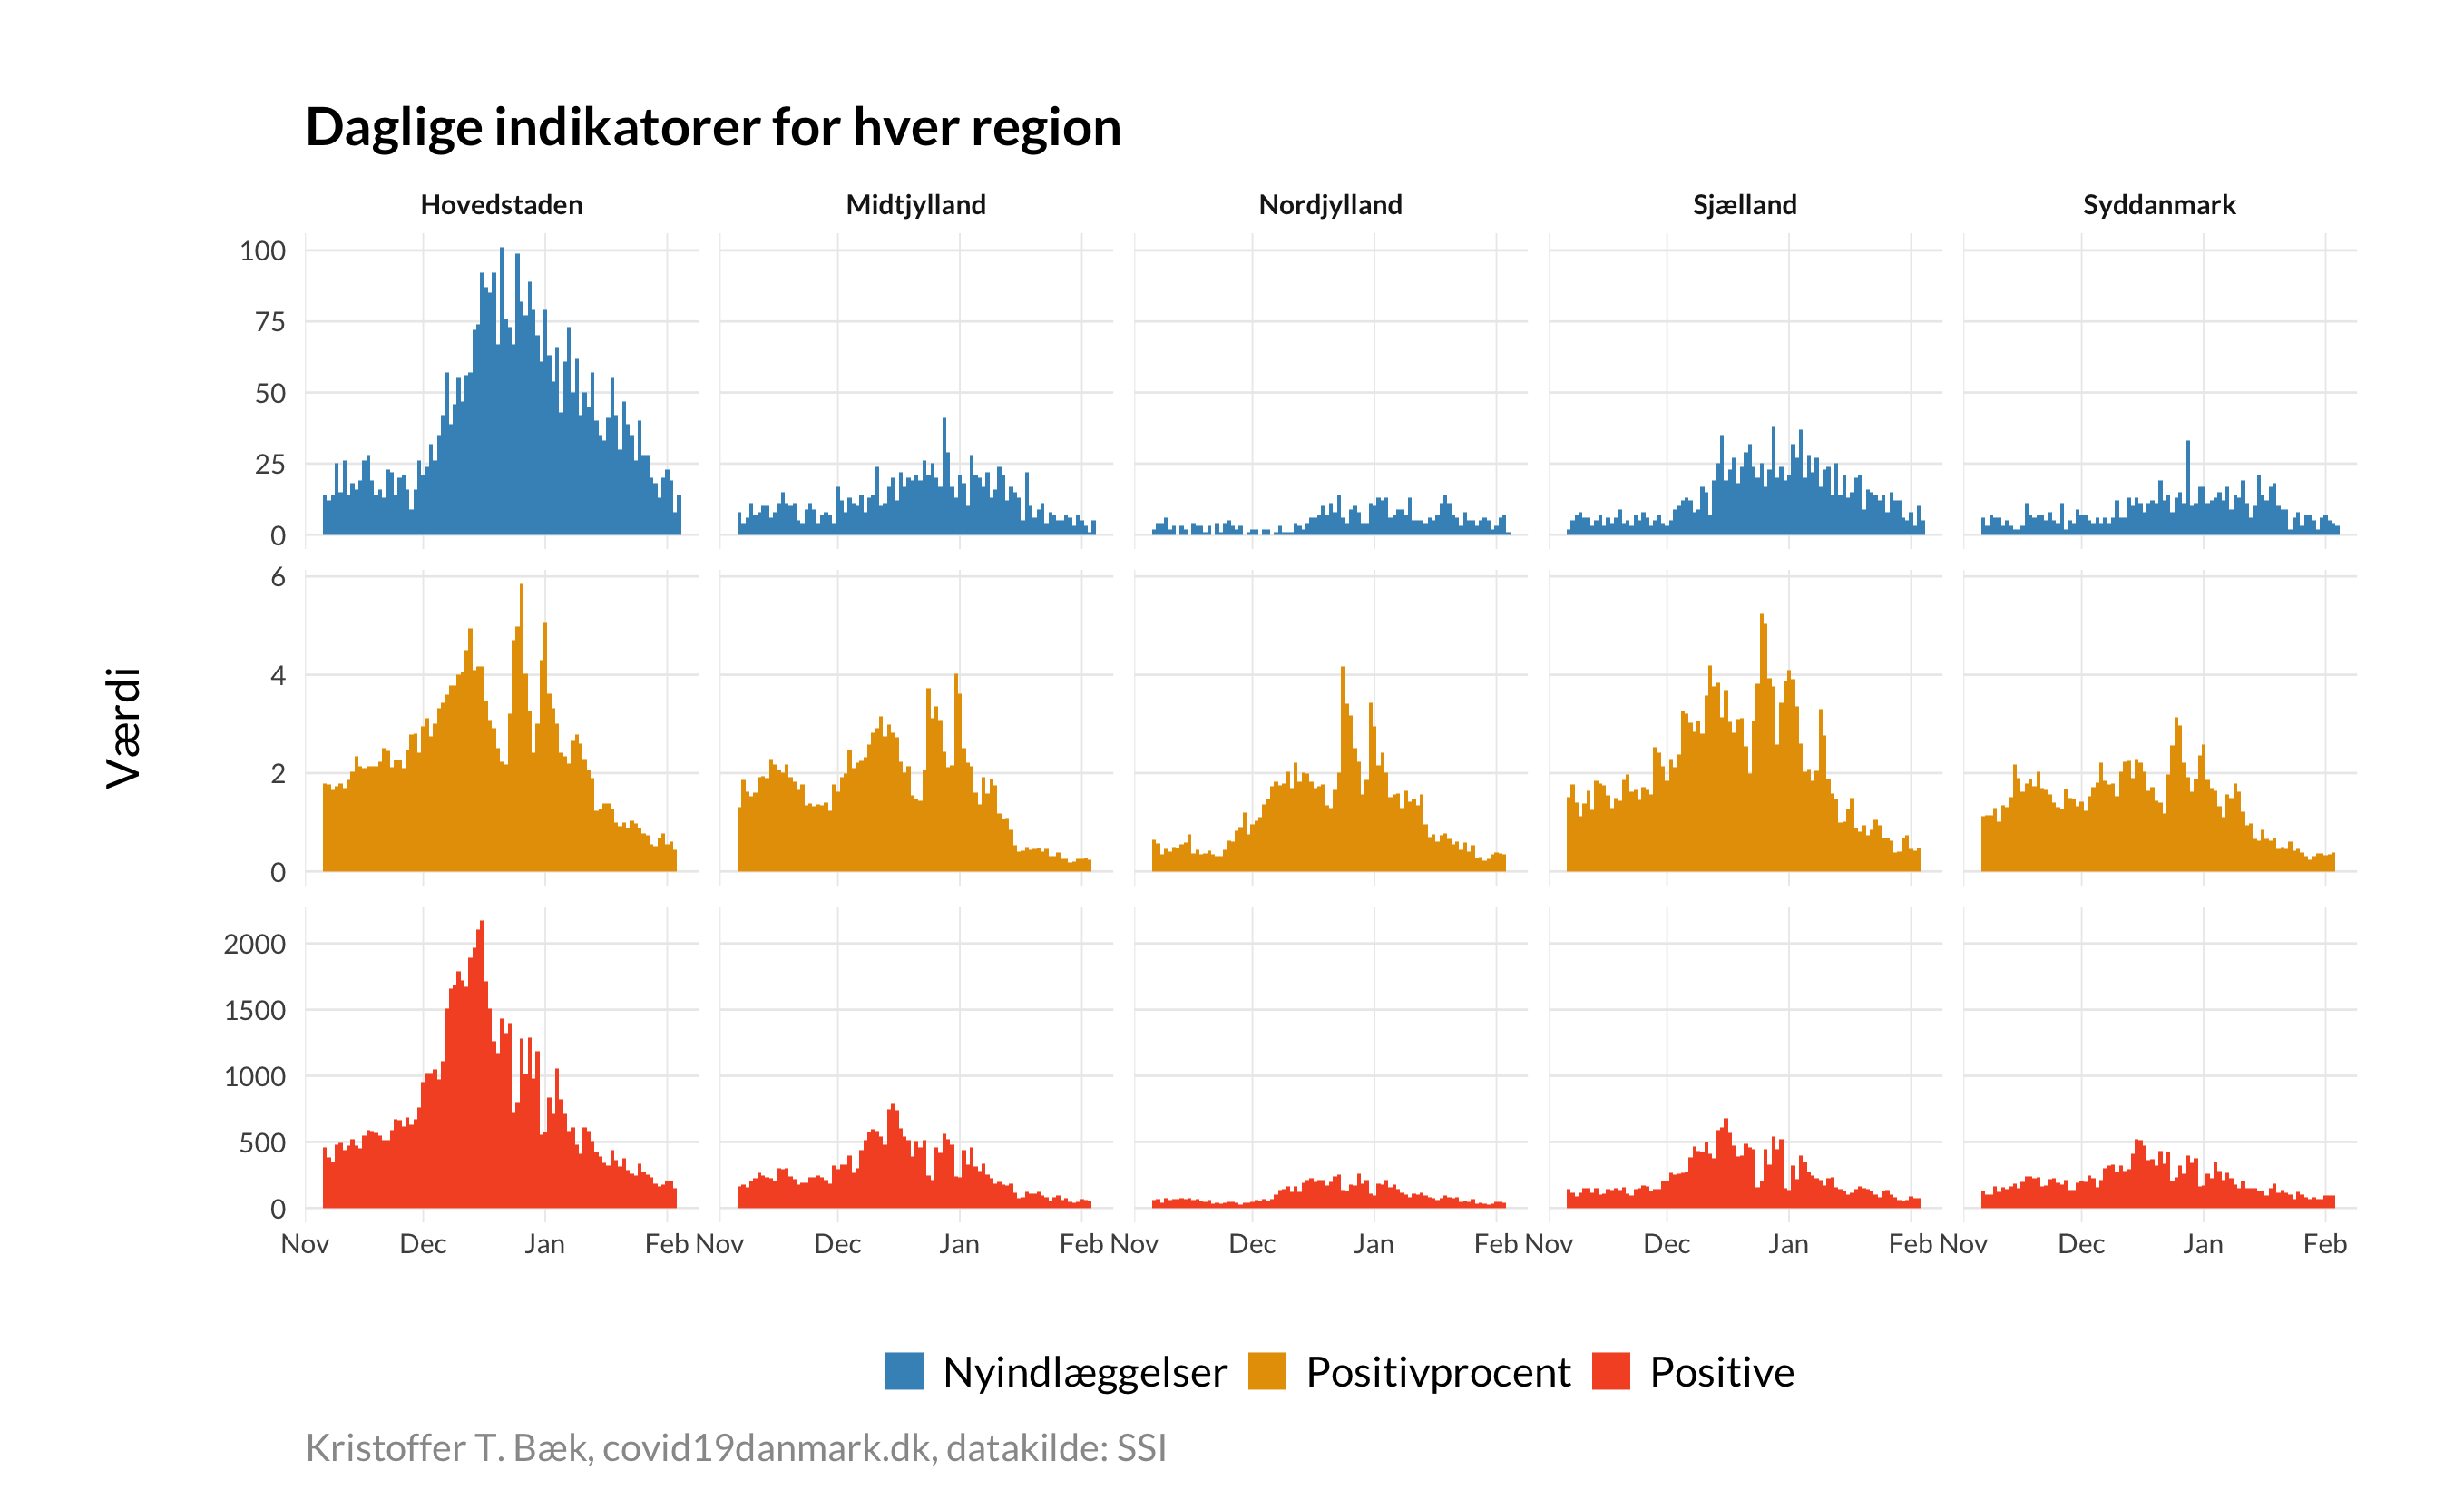 Daglige indikatorer for hver region
Hovedstaden Midtjylland Nordjylland Sjælland Syddanmark
100
75
50
25
0
6
4
2
0
Værdi
2000
1500
1000
500
0
Nov Dec Jan Feb Nov Dec Jan Feb Nov Dec Jan Feb Nov Dec Jan Feb Nov Dec Jan Feb
Nyindlæggelser Positivprocent Positive
Kristoffer T. Bæk, covid19danmark.dk, datakilde: SSI